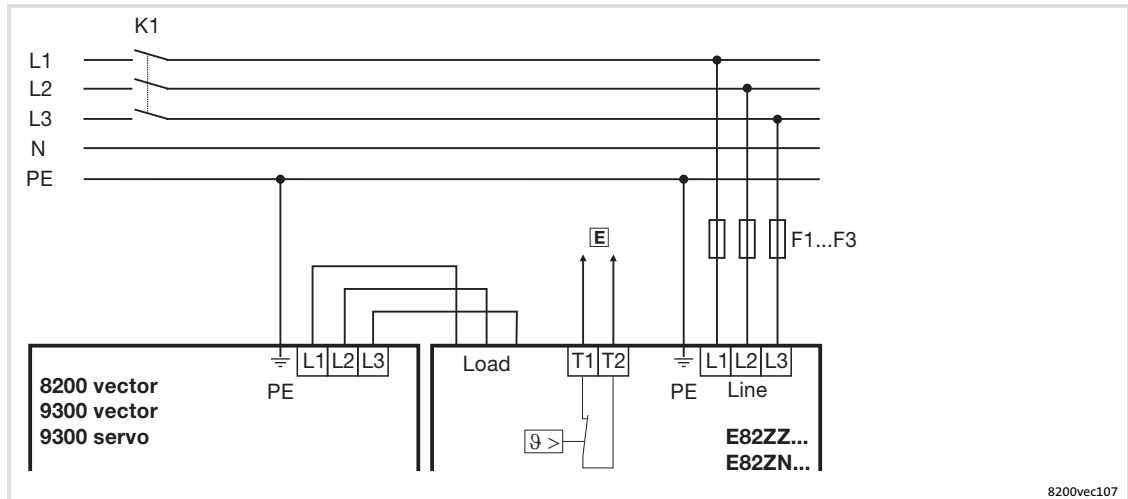 K1
L1
L2
L3
N
PE
E
F1...F3
L1 L2 L3
Load
T1 T2
L1 L2 L3
PE
PE
Line
8200 vector
9300 vector
9300 servo
ϑ >
E82ZZ...
E82ZN...
8200vec107